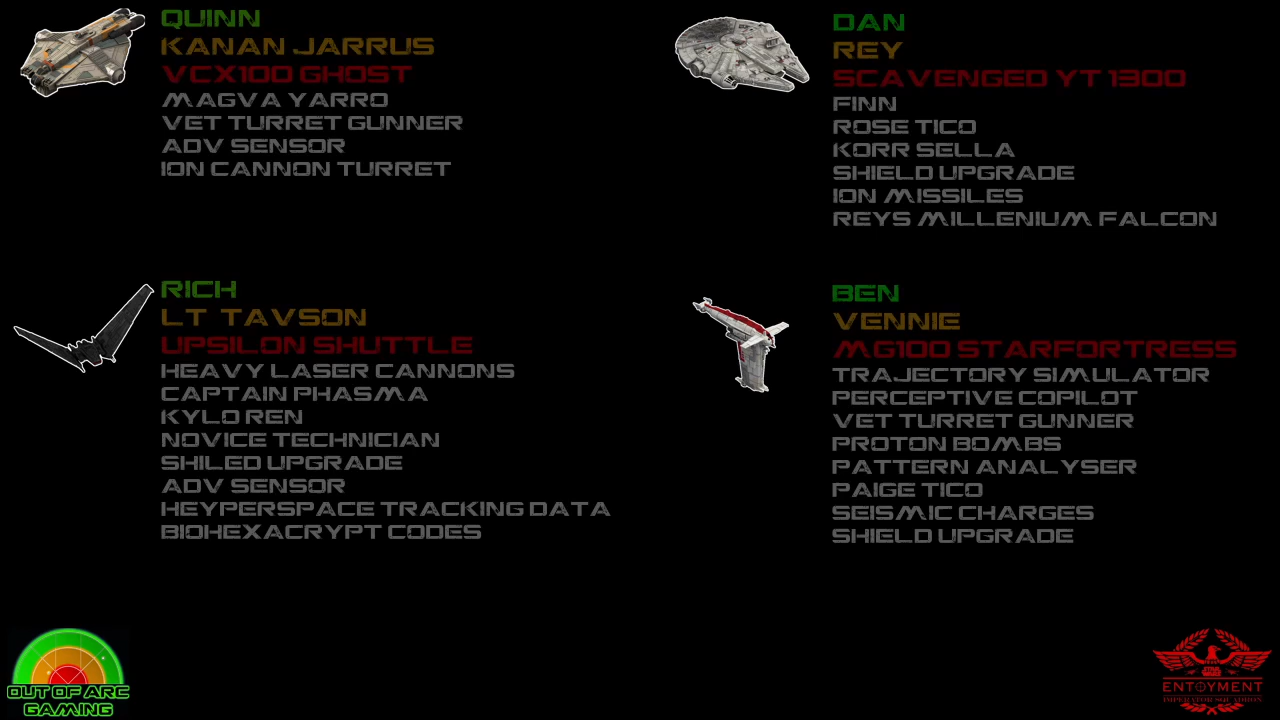 QUINN
KANAN JARRUS
VCX100 GHOST
MAGVA YARRO
VET TURRET GUNNER
ADV SENSOR
ION CANNON TURRET
DAN
REY
SCAVENGED YT 1300
FINN
ROSE TICO
KORR SELLA
SHIELD UPGRADE
ION MISSILES
REYS MILLENIUM FALCON
RICH
LT TAVSON
UPSILON SHUTTLE
HEAVY LASER CANNONS
CAPTAIN PHASMA
KYLO REN
NOVICE TECHNICIAN
SHILED UPGRADE
ADV SENSOR
HEYPERSPACE TRACKING DATA
BIOHEXACRYPT CODES
BEN
VENNIE
MG100 STARFORTRESS
TRAJECTORY SIMULATOR
PERCEPTIVE COPILOT
VET TURRET GUNNER
PROTON BOMBS
PATTERN ANALYSER
PAIGE TICO
SEISMIC CHARGES
SHIELD UPGRADE
OUT OF ARC
GAMING
STAR
WARS
ENTOYMENT
IMPERATOR SQUADRON